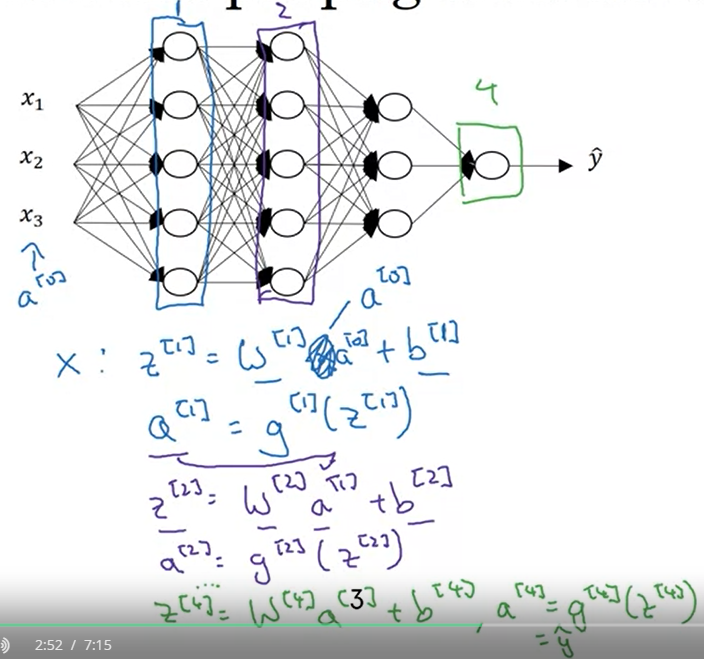 1
2
4
x₁
x₂
x₃
ŷ
a^[0]
a^[0]
x : z^[1] = W^[1] a^[0] + b^[1]
a^[1] = g^[1](z^[1])
z^[2] = W^[2] a^[1] + b^[2]
a^[2] = g^[2](z^[2])
...
z^[4] = W^[4] a^[3] + b^[4], a^[4] = g^[4](z^[4])
= ŷ
2:52 / 7:15